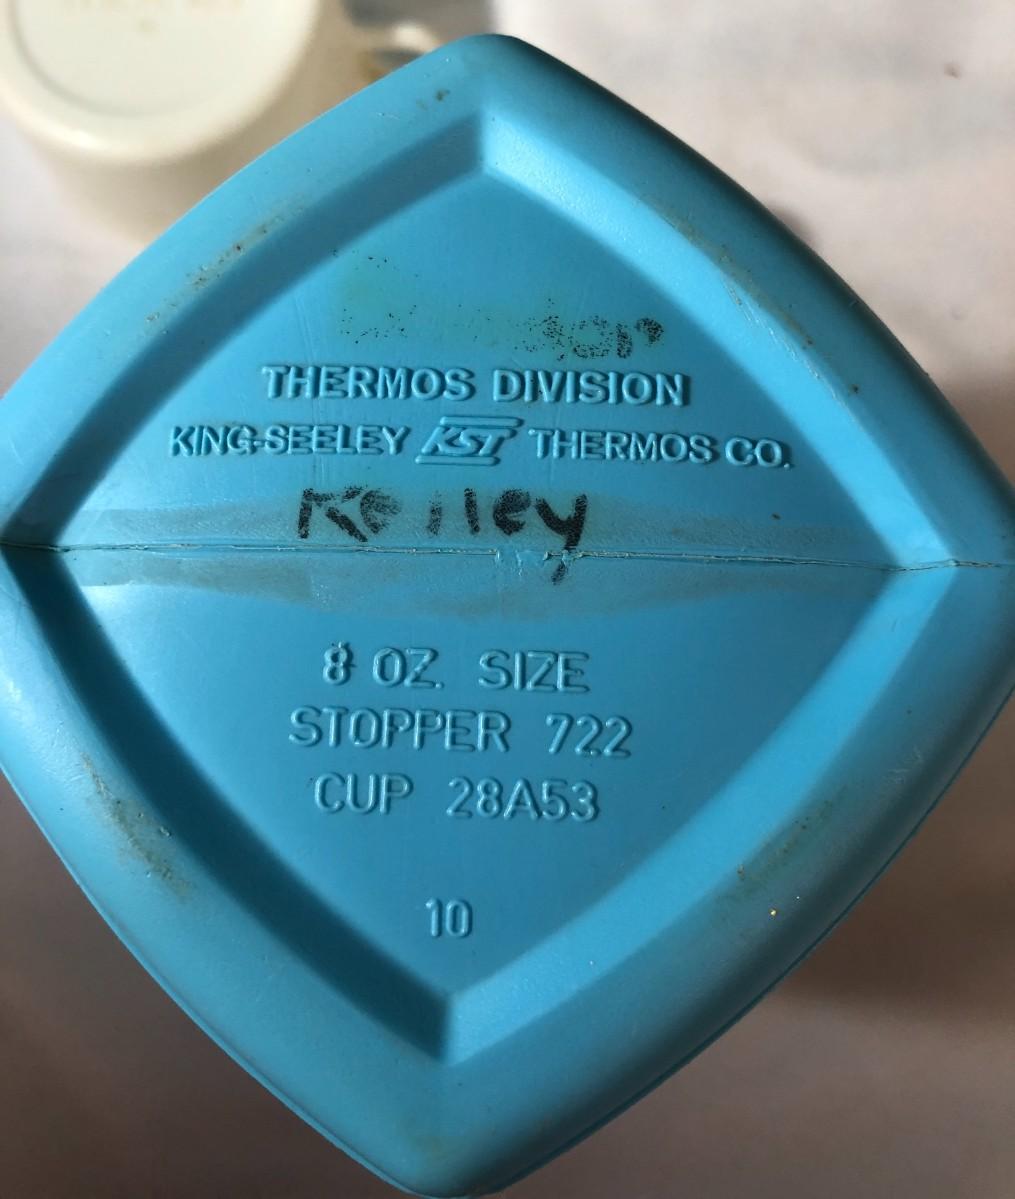 THERMOS DIVISION
KING-SEELEY KST THERMOS CO.
Kelley
8 OZ. SIZE
STOPPER 722
CUP 28A53
10